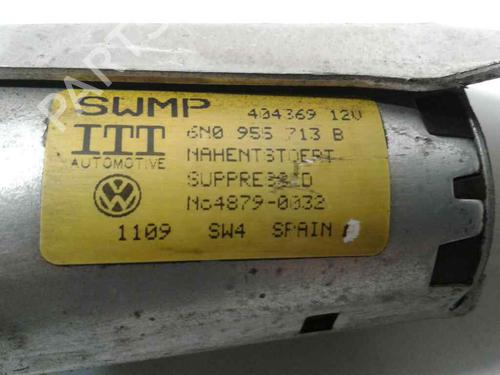 SWMP 404369 12V
ITT 6N0 955 713 B
AUTOMOTIVE NAHENTSTOERT
SUPPRESSED
No4879-0032
1109 SW4 SPAIN